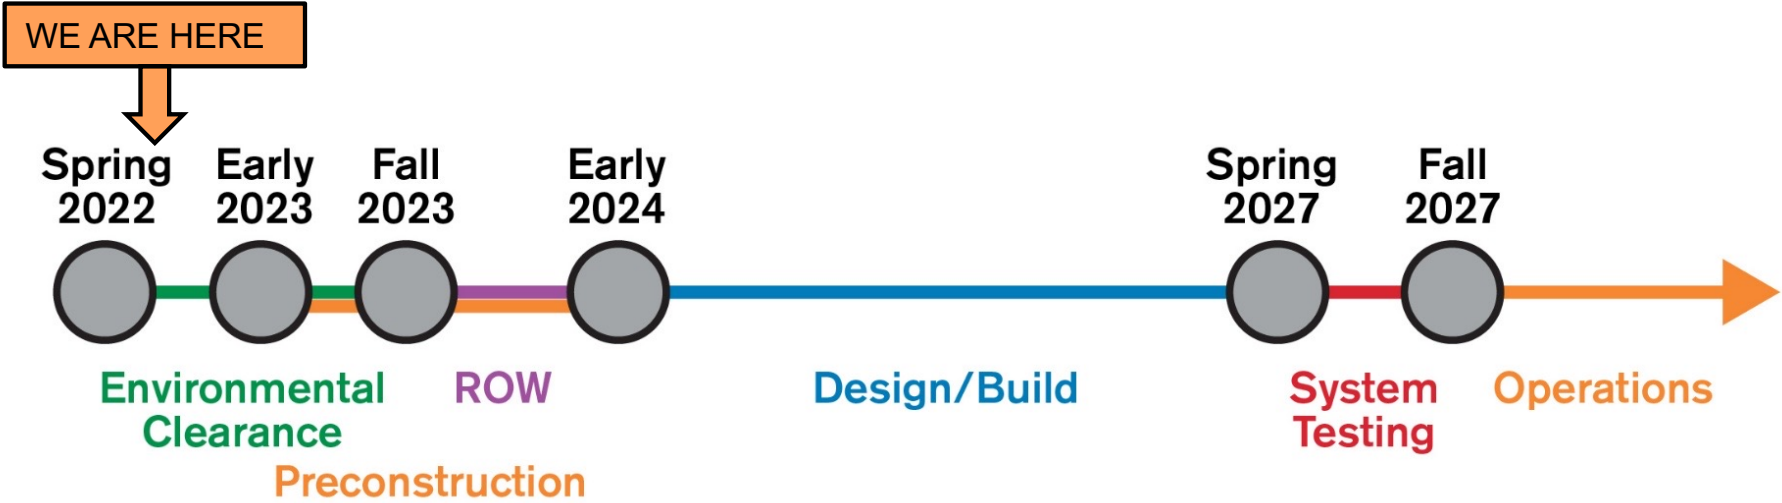 WE ARE HERE
Spring
2022
Early
2023
Fall
2023
Early
2024
Spring
2027
Fall
2027
Environmental
Clearance
ROW
Preconstruction
Design/Build
System
Testing
Operations